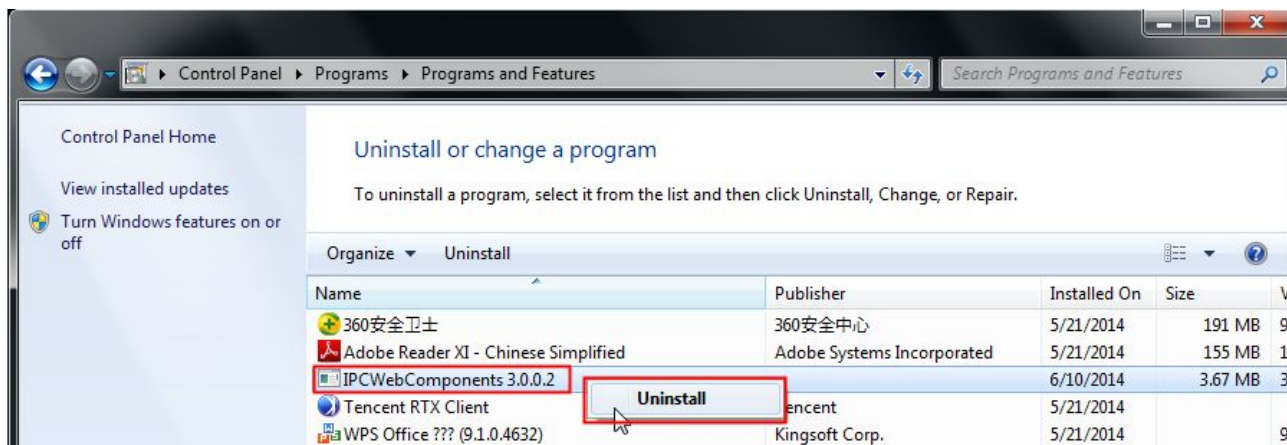 Control Panel Programs Programs and Features Search Programs and Features
Control Panel Home
View installed updates
Turn Windows features on or
off
Uninstall or change a program
To uninstall a program, select it from the list and then click Uninstall, Change, or Repair.
Organize Uninstall
Name Publisher Installed On Size
360安全卫士 360安全中心 5/21/2014 191 MB 9
Adobe Reader XI - Chinese Simplified Adobe Systems Incorporated 5/21/2014 155 MB 1
IPCWebComponents 3.0.0.2 6/10/2014 3.67 MB 3
Uninstall
Tencent RTX Client encent 5/21/2014
WPS Office ??? (9.1.0.4632) Kingsoft Corp. 5/21/2014 9